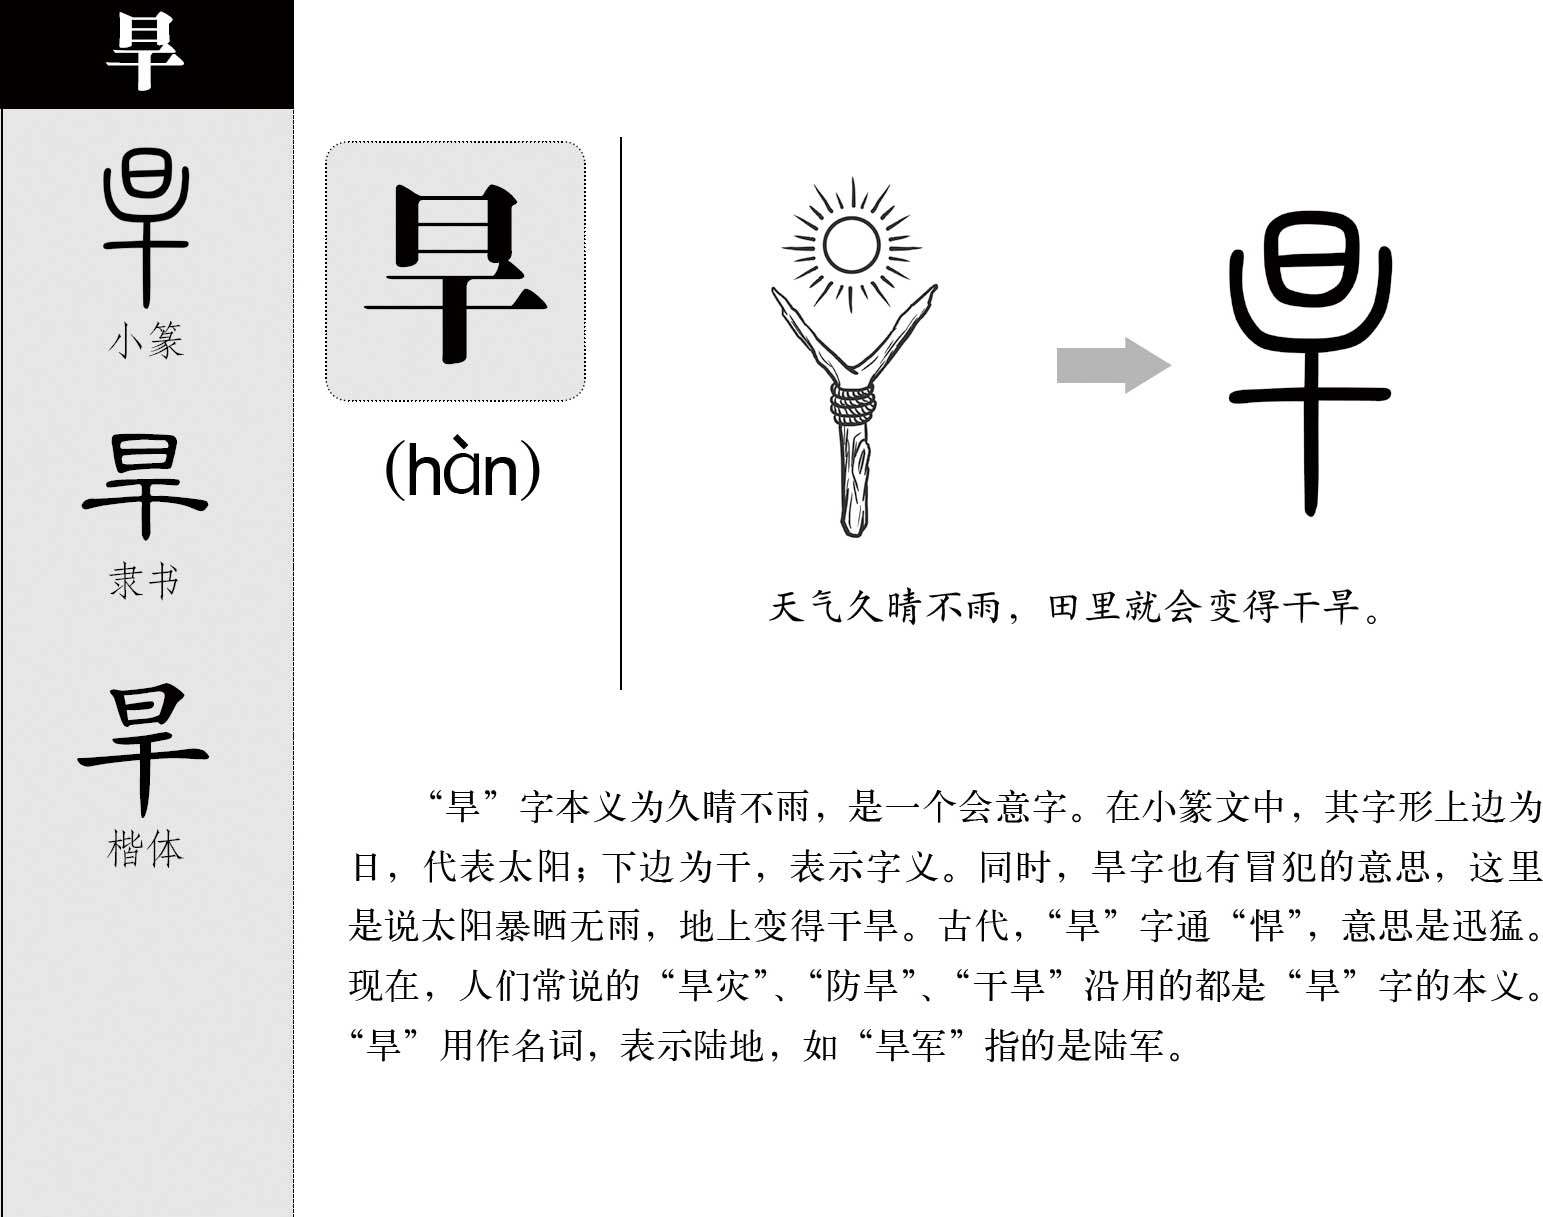 旱
旱
小篆
旱
隶书
旱
楷体
旱
(hàn)
旱
天气久晴不雨，田里就会变得干旱。
“旱”字本义为久晴不雨，是一个会意字。在小篆文中，其字形上边为
日，代表太阳；下边为干，表示字义。同时，旱字也有冒犯的意思，这里
是说太阳暴晒无雨，地上变得干旱。古代，“旱”字通“悍”，意思是迅猛。
现在，人们常说的“旱灾”、“防旱”、“干旱”沿用的都是“旱”字的本义。
“旱”用作名词，表示陆地，如“旱军”指的是陆军。